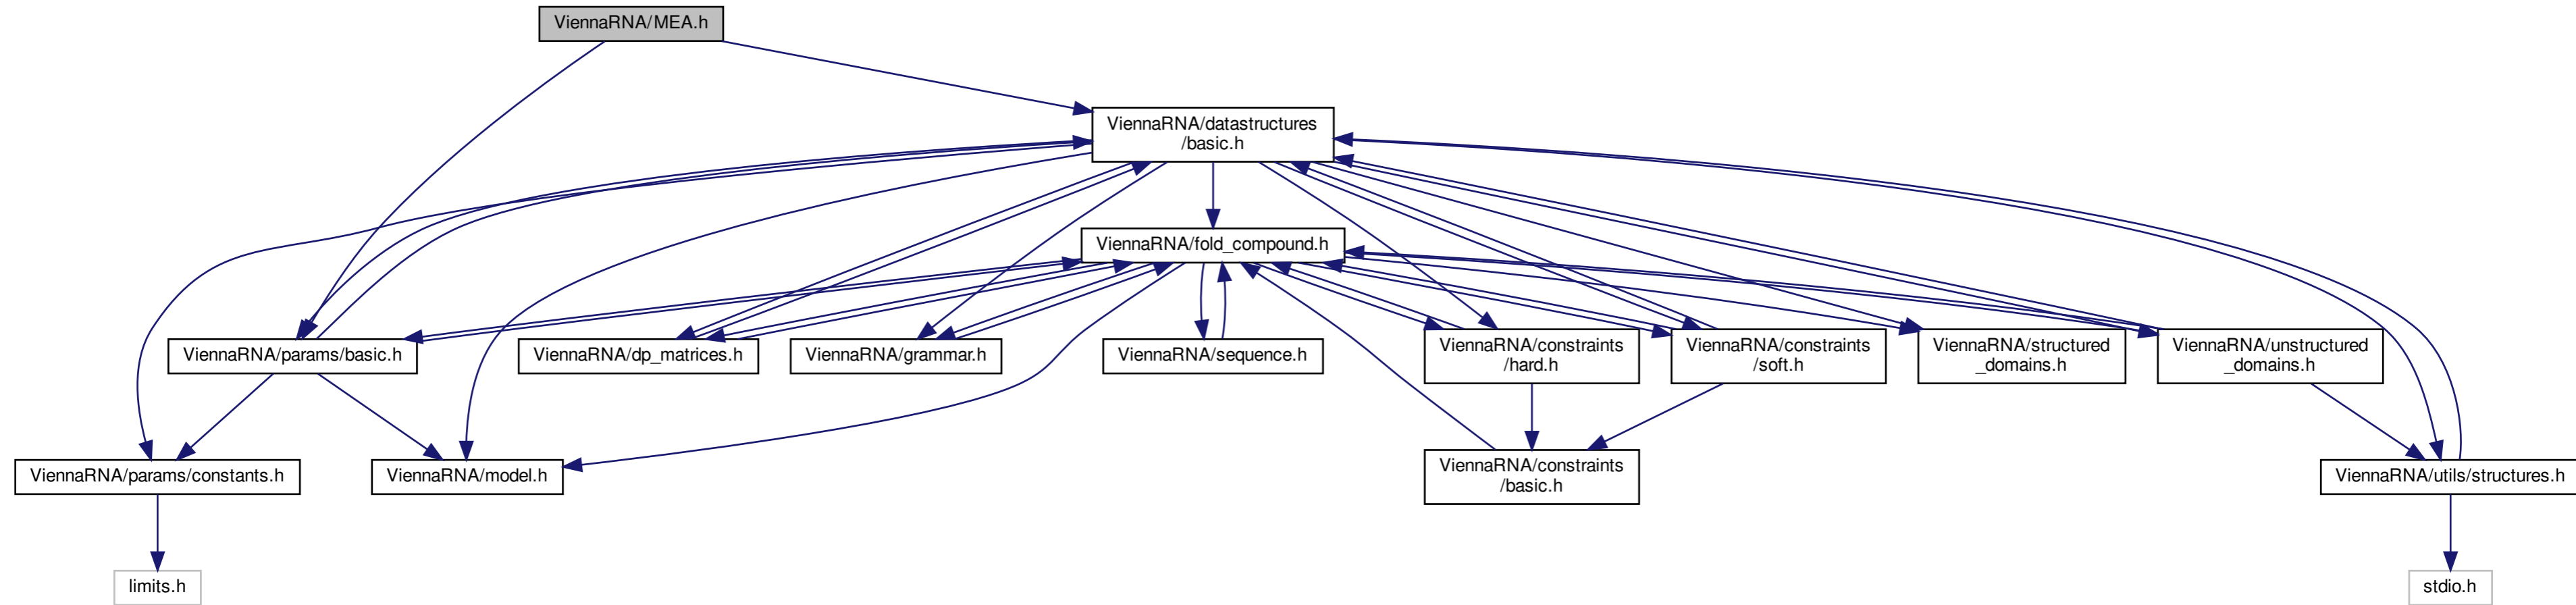 ViennaRNA/MEA.h
ViennaRNA/datastructures
/basic.h
ViennaRNA/fold_compound.h
ViennaRNA/params/basic.h
ViennaRNA/dp_matrices.h
ViennaRNA/grammar.h
ViennaRNA/sequence.h
ViennaRNA/constraints
/hard.h
ViennaRNA/constraints
/soft.h
ViennaRNA/structured
_domains.h
ViennaRNA/unstructured
_domains.h
ViennaRNA/params/constants.h
ViennaRNA/model.h
ViennaRNA/constraints
/basic.h
ViennaRNA/utils/structures.h
limits.h
stdio.h